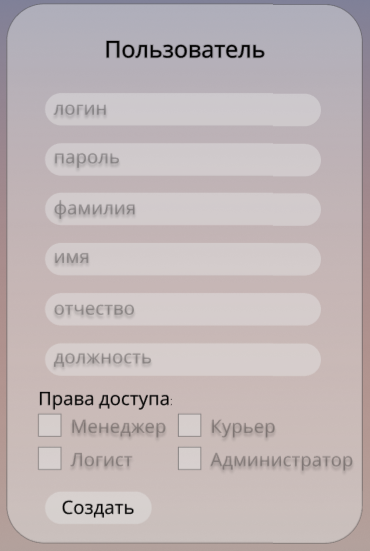 Пользователь
логин
пароль
фамилия
имя
отчество
должность
Права доступа:
Менеджер Курьер
Логист Администратор
Создать